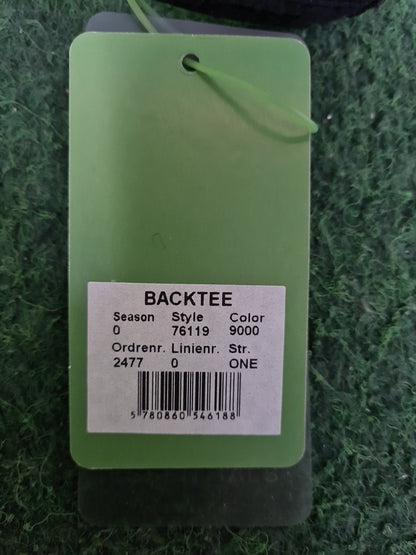 BACKTEE
Season Style Color
0 76119 9000
Ordrenr. Linienr. Str.
2477 0 ONE
5 780860 546188